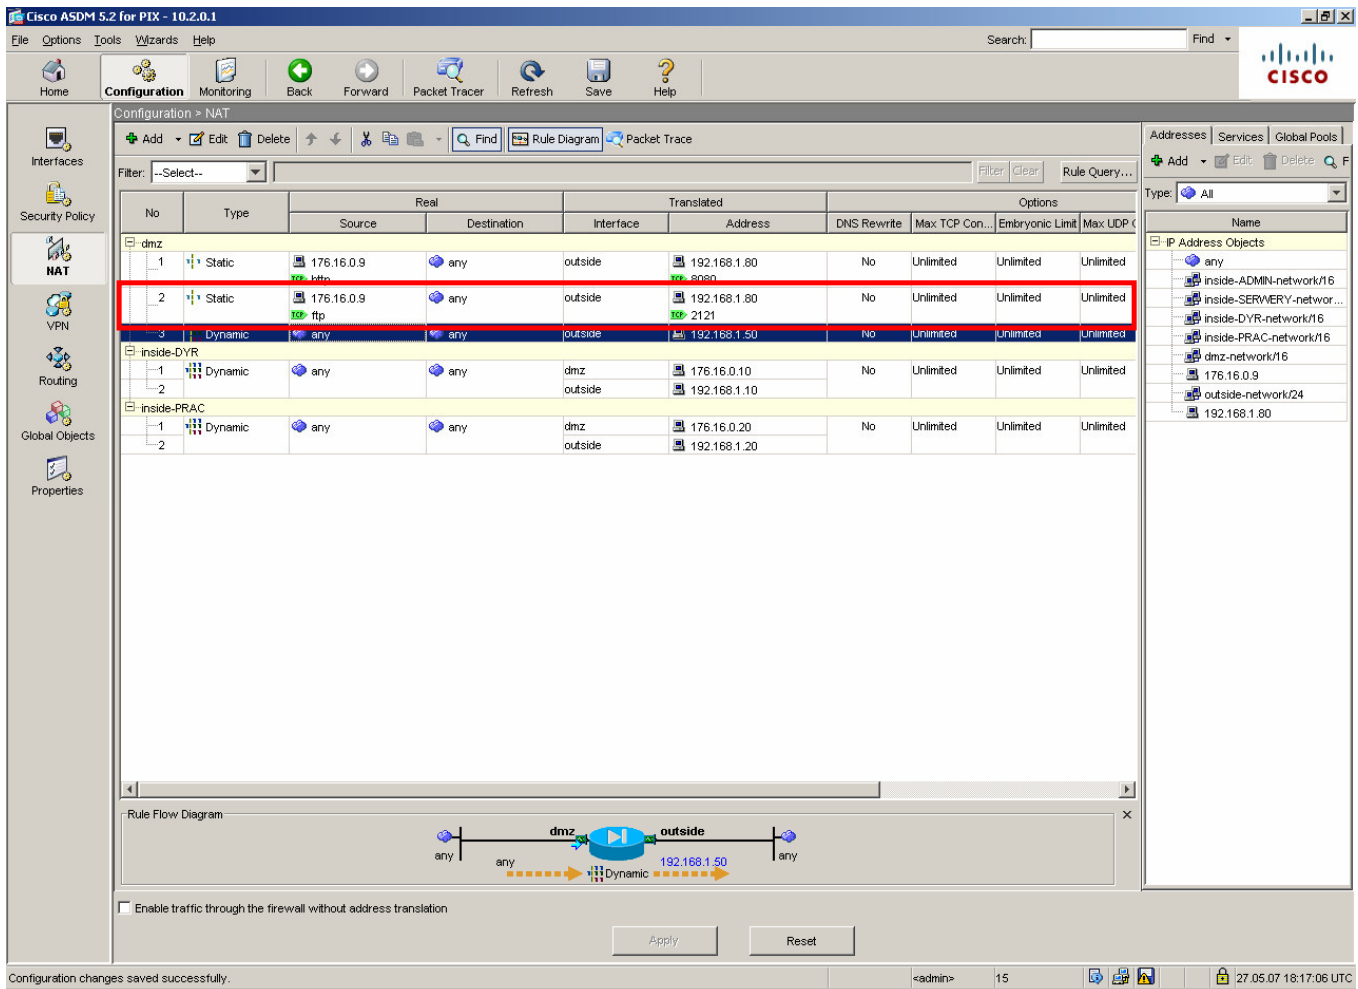 Cisco ASDM 5.2 for PIX - 10.2.0.1
File Options Tools Wizards Help
Search: Find
CISCO
Home Configuration Monitoring Back Forward Packet Tracer Refresh Save Help
Configuration > NAT
Add Edit Delete Find Rule Diagram Packet Trace
Filter: --Select-- Filter Clear Rule Query...
No Type Real Translated Options
Source Destination Interface Address DNS Rewrite Max TCP Con... Embryonic Limit Max UDP
dmz
1 Static 176.16.0.9 any outside 192.168.1.80 No Unlimited Unlimited Unlimited
TCP http TCP 8080
2 Static 176.16.0.9 any outside 192.168.1.80 No Unlimited Unlimited Unlimited
TCP ftp TCP 2121
3 Dynamic any any outside 192.168.1.50 No Unlimited Unlimited Unlimited
inside-DYR
1 Dynamic any any dmz 176.16.0.10 No Unlimited Unlimited Unlimited
2 outside 192.168.1.10
inside-PRAC
1 Dynamic any any dmz 176.16.0.20 No Unlimited Unlimited Unlimited
2 outside 192.168.1.20
Interfaces
Security Policy
NAT
VPN
Routing
Global Objects
Properties
Addresses Services Global Pools
Add Edit Delete F
Type: All
Name
IP Address Objects
any
inside-ADMIN-network/16
inside-SERWERY-networ...
inside-DYR-network/16
inside-PRAC-network/16
dmz-network/16
176.16.0.9
outside-network/24
192.168.1.80
Rule Flow Diagram
dmz outside
any any 192.168.1.50 any
Dynamic
Enable traffic through the firewall without address translation
Apply Reset
Configuration changes saved successfully. <admin> 15 27.05.07 18:17:06 UTC